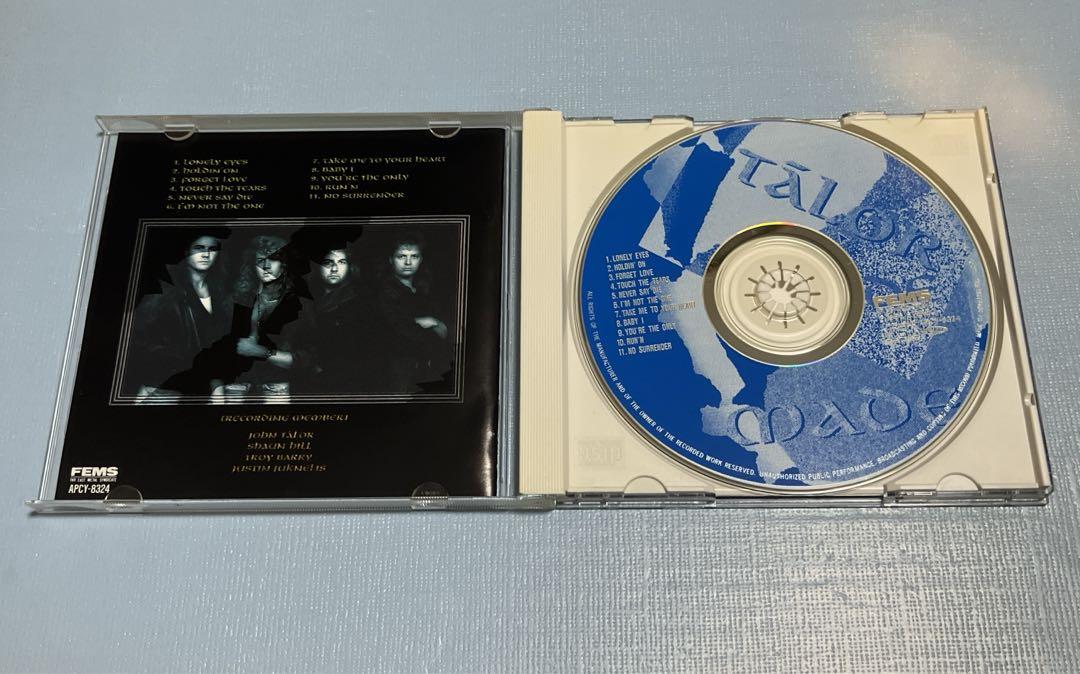 1. LONELY EYES
2. HOLDIN ON
3. FORGET LOVE
4. TOUCH THE TEARS
5. NEVER SAY DIE
6. I'M NOT THE ONE
7. TAKE ME TO YOUR HEART
8. BABY I
9. YOU'RE THE ONLY
10. RUN N
11. NO SURRENDER
[RECORDING MEMBER]
JOHN TĀLOR
SHAUN HILL
TROY BARRY
JUSTIN JUKNELIS
FEMS
FAR EAST METAL SYNDICATE
APCY-8324
TĀLOR
MADE
1. LONELY EYES
2. HOLDIN' ON
3. FORGET LOVE
4. TOUCH THE TEARS
5. NEVER SAY DIE
6. I'M NOT THE ONE
7. TAKE ME TO YOUR HEART
8. BABY I
9. YOU'RE THE ONLY
10. RUN'N
11. NO SURRENDER
FEMS
ALL RIGHTS OF THE MANUFACTURER AND OF THE OWNER OF THE RECORDED WORK RESERVED. UNAUTHORIZED PUBLIC PERFORMANCE, BROADCASTING AND COPYING OF THIS RECORD PROHIBITED